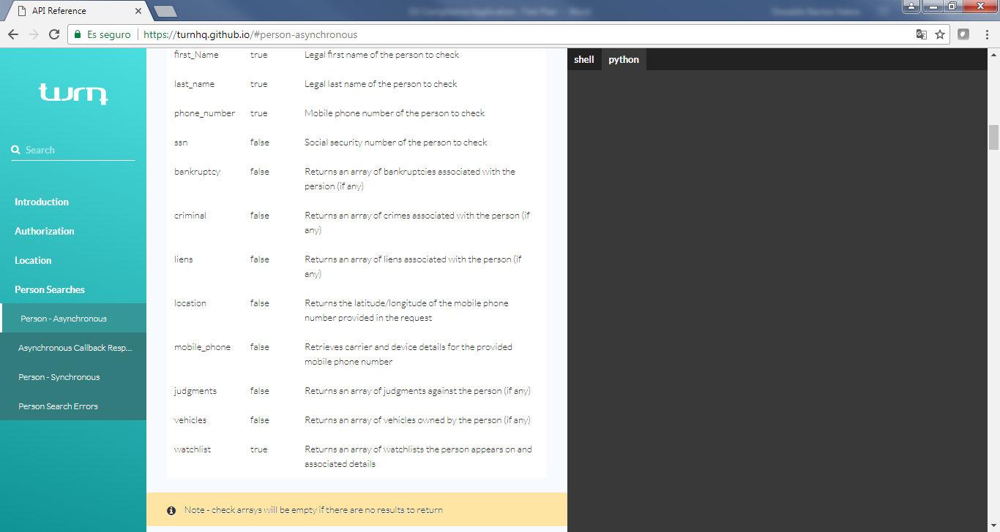 API Reference
Es seguro
https://turnhq.github.io/#person-asynchronous
turn
Search
Introduction
Authorization
Location
Person Searches
Person - Asynchronous
Asynchronous Callback Resp...
Person - Synchronous
Person Search Errors
first_Name true Legal first name of the person to check
last_name true Legal last name of the person to check
phone_number true Mobile phone number of the person to check
ssn false Social security number of the person to check
bankruptcy false Returns an array of bankruptcies associated with the
persion (if any)
criminal false Returns an array of crimes associated with the person (if
any)
liens false Returns an array of liens associated with the person (if
any)
location false Returns the latitude/longitude of the mobile phone
number provided in the request
mobile_phone false Retrieves carrier and device details for the provided
mobile phone number
judgments false Returns an array of judgments against the person (if any)
vehicles false Returns an array of vehicles owned by the person (if any)
watchlist true Returns an array of watchlists the person appears on and
associated details
Note - check arrays will be empty if there are no results to return
shell python